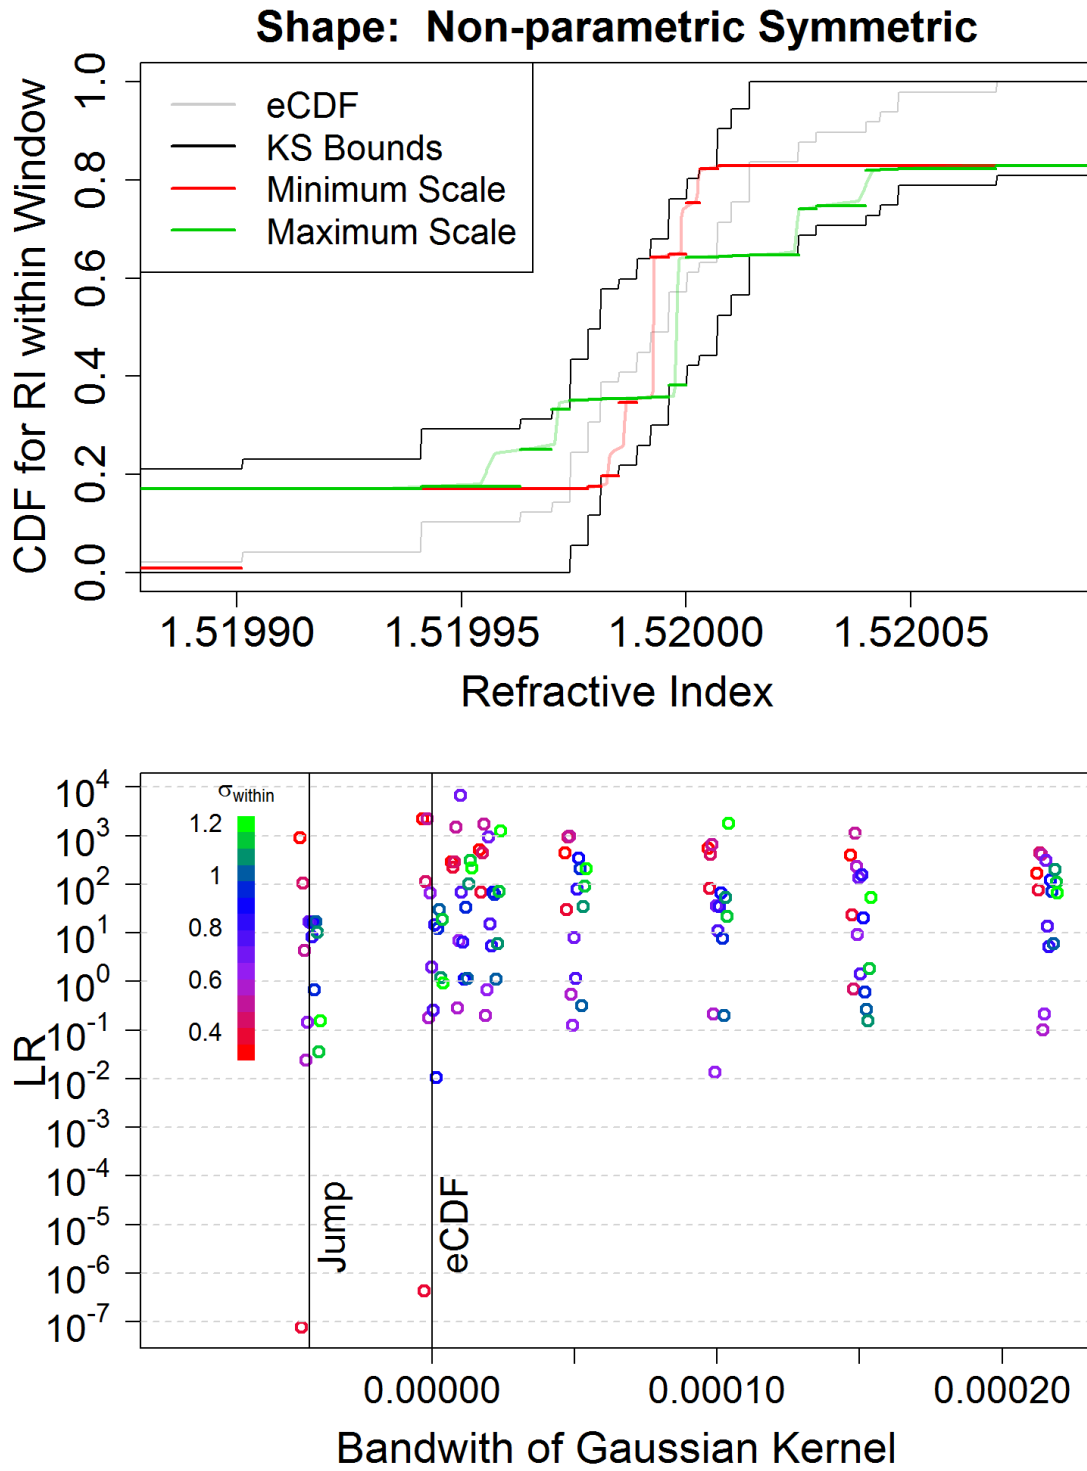 Shape:  Non-parametric Symmetric
CDF for RI within Window
1.0
0.8
0.6
0.4
0.2
0.0
eCDF
KS Bounds
Minimum Scale
Maximum Scale
1.51990 1.51995 1.52000 1.52005
Refractive Index
LR
10^4
10^3
10^2
10^1
10^0
10^-1
10^-2
10^-3
10^-4
10^-5
10^-6
10^-7
σwithin
1.2
1
0.8
0.6
0.4
Jump
eCDF
0.00000 0.00010 0.00020
Bandwith of Gaussian Kernel